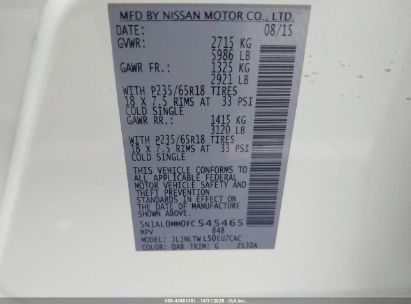 MFD BY NISSAN MOTOR CO., LTD.
DATE: 08/15
GVWR: 2715 KG
5986 LB
GAWR FR.: 1325 KG
2921 LB
WITH P235/65R18 TIRES
18 X 7.5 RIMS AT 33 PSI
COLD SINGLE
GAWR RR.: 1415 KG
3120 LB
WITH P235/65R18 TIRES
18 X 7.5 RIMS AT 33 PSI
COLD SINGLE
THIS VEHICLE CONFORMS TO
ALL APPLICABLE FEDERAL
MOTOR VEHICLE SAFETY AND
THEFT PREVENTION
STANDARDS IN EFFECT ON
THE DATE OF MANUFACTURE
SHOWN ABOVE.
5N1AL0MM0FC545465
MPV 848
MODEL: JLJNLTWL50EU7CAC
COLOR: QAB TRIM: G ZS30A